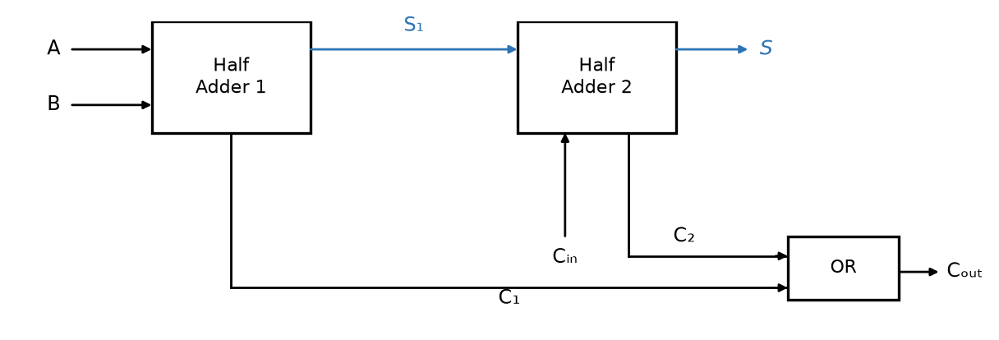 S₁
A
Half
Adder 1
Half
Adder 2
S
B
C₂
Cᵢₙ
OR
Cₒᵤₜ
C₁